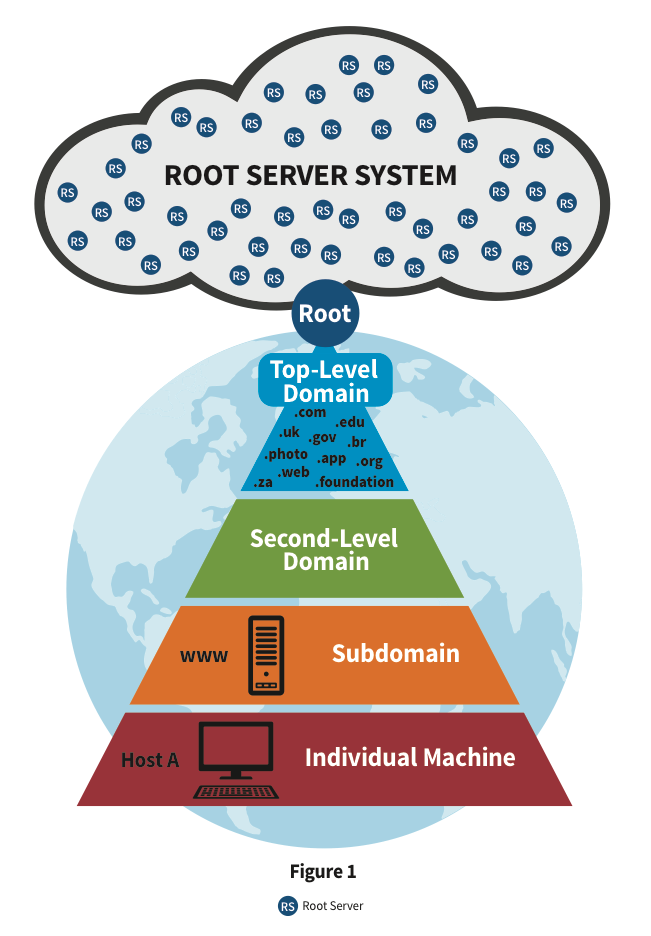 RS RS
RS RS RS RS
RS RS RS RS RS RS RS
RS RS RS RS
RS
ROOT SERVER SYSTEM
RS RS RS RS RS
RS RS RS RS RS RS RS RS
RS RS RS
RS RS RS RS RS RS RS RS RS RS
RS RS RS RS RS
Root
Top-Level
Domain
.com
.edu
.uk
.gov
.br
.photo
.app
.org
.web
.za
.foundation
Second-Level
Domain
www
Subdomain
Host A
Individual Machine
Figure 1
RS Root Server